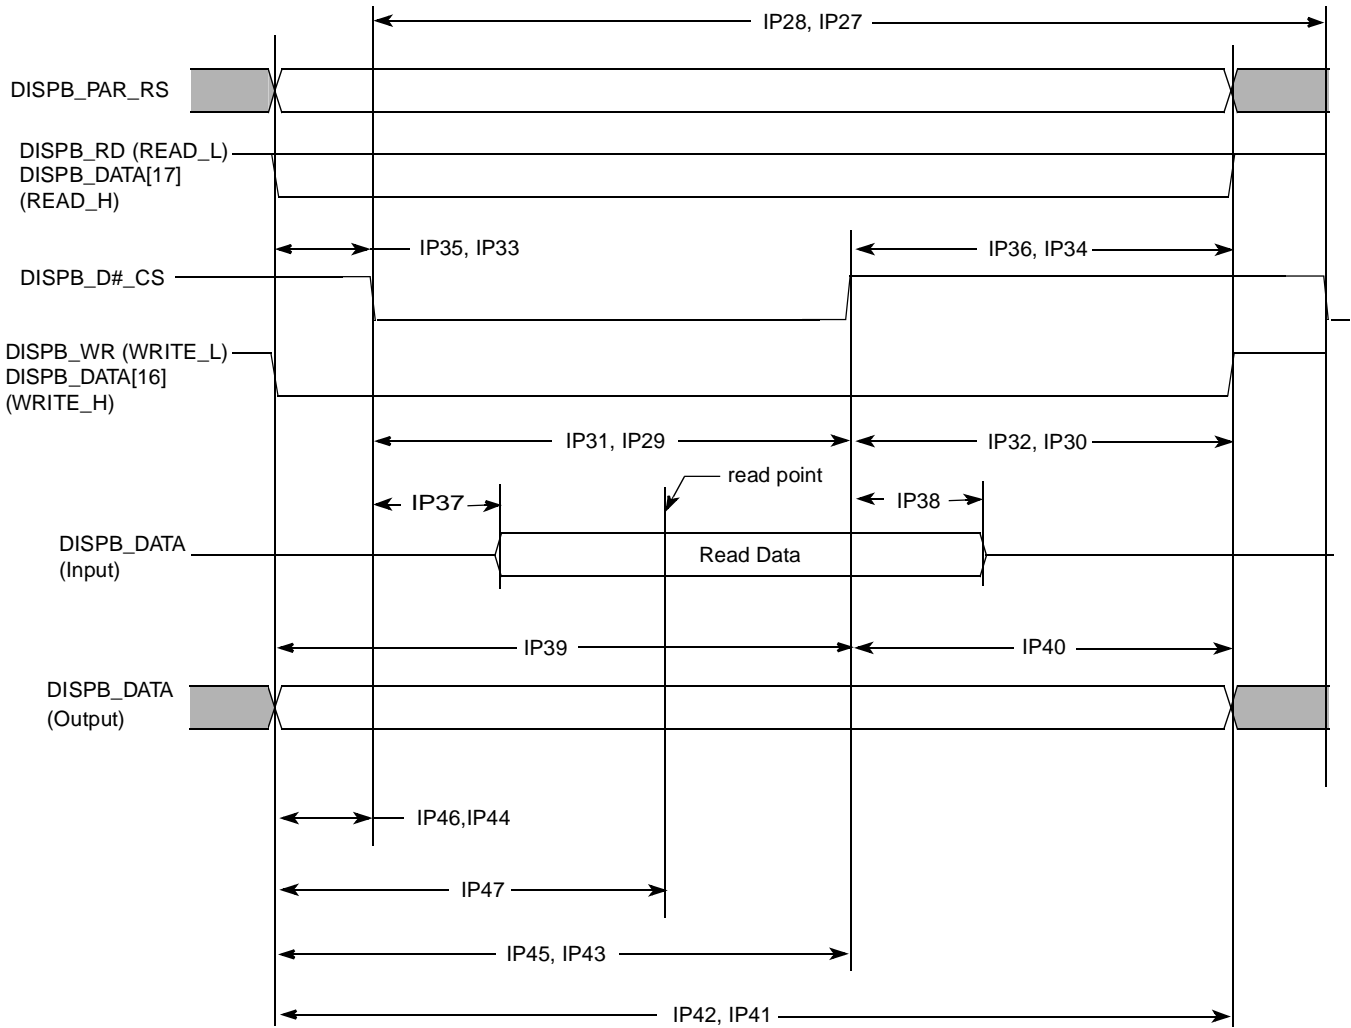 IP28, IP27
DISPB_PAR_RS
DISPB_RD (READ_L)
DISPB_DATA[17]
(READ_H)
IP35, IP33
IP36, IP34
DISPB_D#_CS
DISPB_WR (WRITE_L)
DISPB_DATA[16]
(WRITE_H)
IP31, IP29
IP32, IP30
read point
IP37
IP38
DISPB_DATA
(Input)
Read Data
IP39
IP40
DISPB_DATA
(Output)
IP46,IP44
IP47
IP45, IP43
IP42, IP41